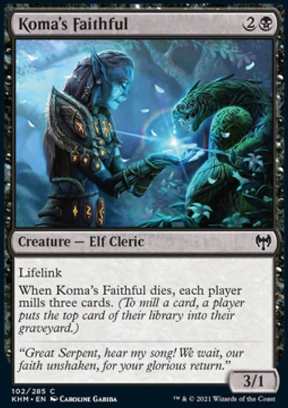 Koma's Faithful 2
Creature — Elf Cleric
Lifelink
When Koma's Faithful dies, each player
mills three cards. (To mill a card, a player
puts the top card of their library into their
graveyard.)
"Great Serpent, hear my song! We wait, our
faith unshaken, for your glorious return."
3/1
102/285 C
KHM • EN CAROLINE GARIBA
™ & © 2021 Wizards of the Coast